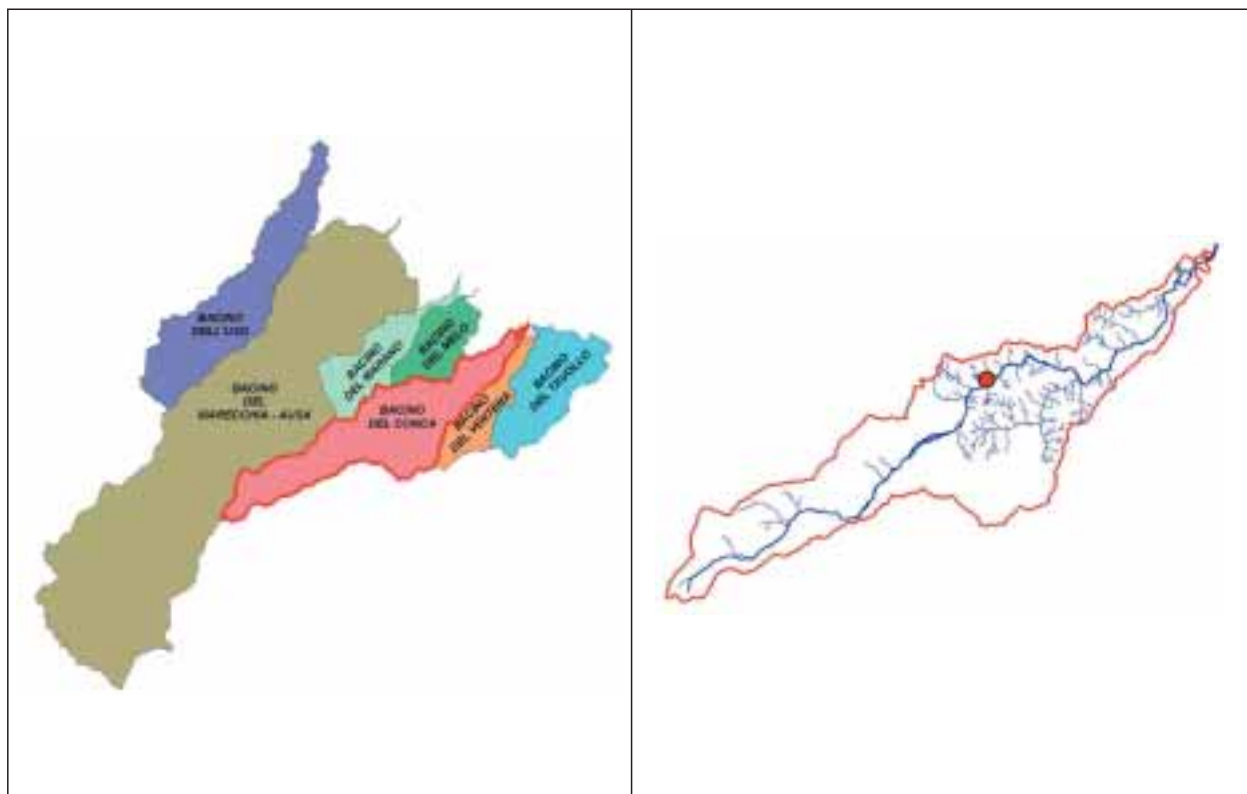 BACINO
DELL'USO
BACINO
DEL
MARECCHIA - AUSA
BACINO
DEL MARANO
BACINO
DEL MELO
BACINO
DEL CONCA
BACINO
DEL VENTENA
BACINO
DEL TAVOLLO